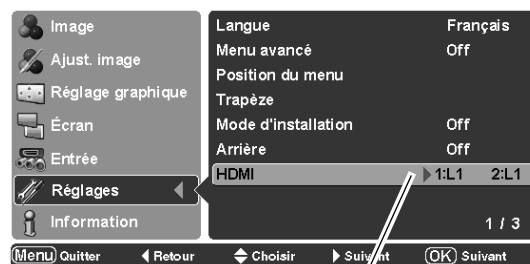 Image
Ajust. image
Réglage graphique
Écran
Entrée
Réglages
Information
Langue Français
Menu avancé Off
Position du menu
Trapèze
Mode d'installation Off
Arrière Off
HDMI 1:L1 2:L1
1 / 3
Menu Quitter Retour Choisir Suivant OK Suivant